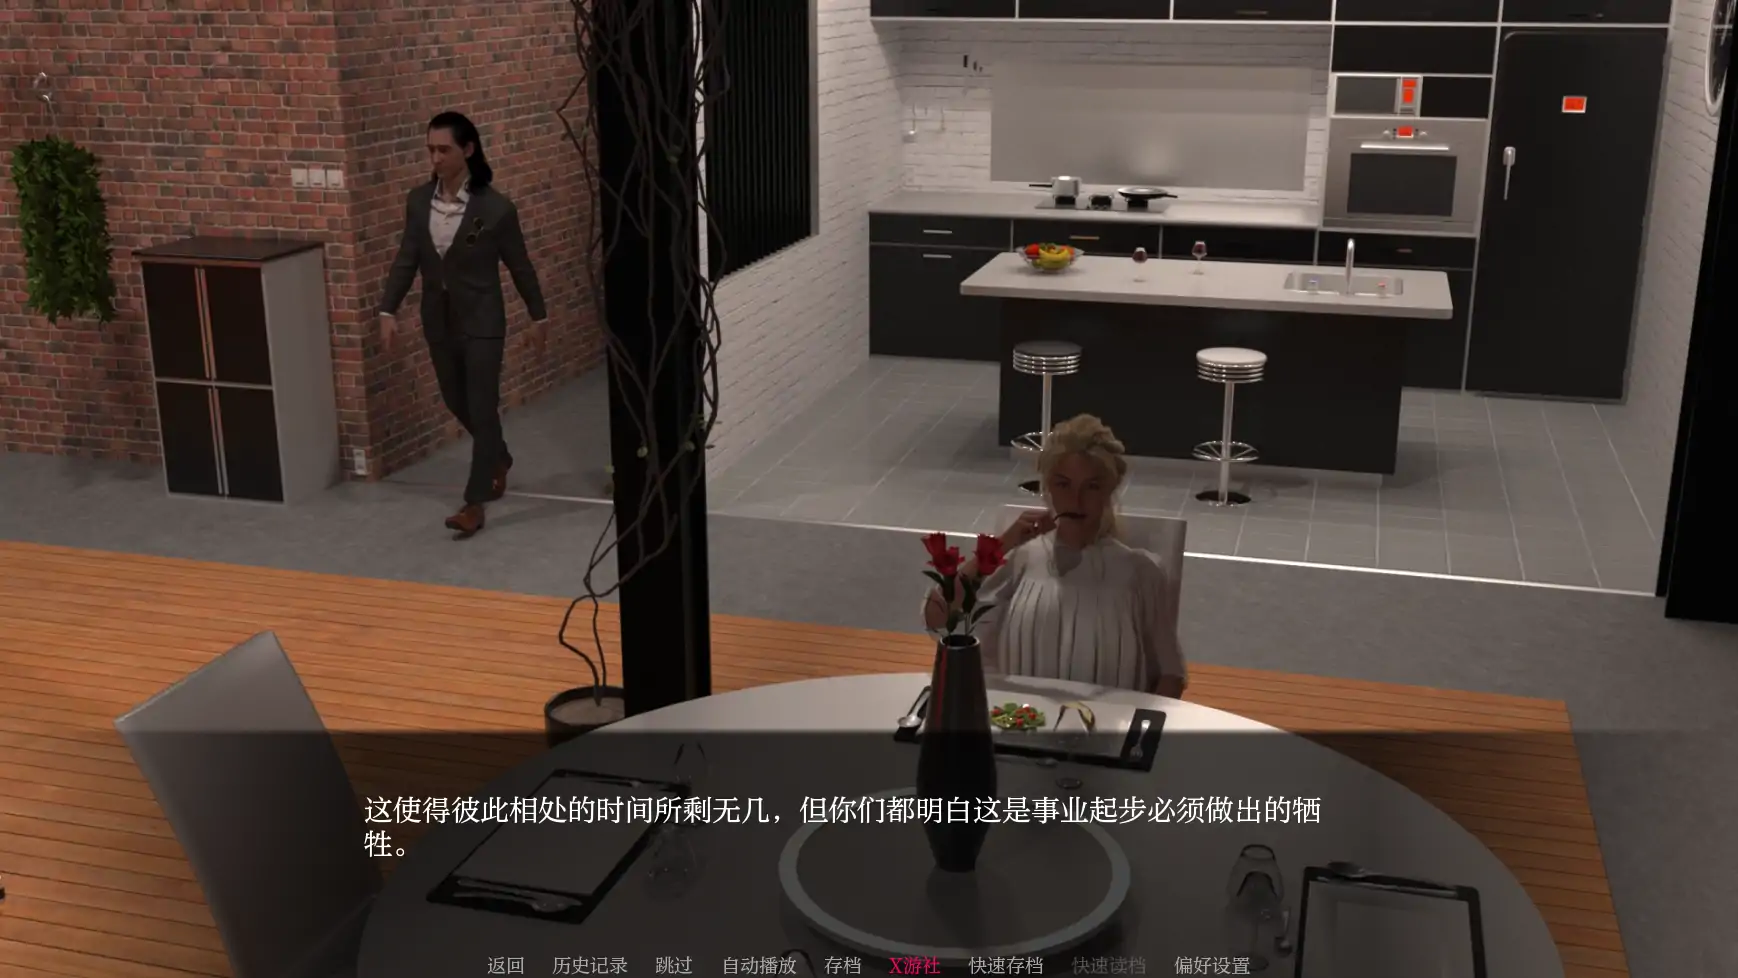 这使得彼此相处的时间所剩无几，但你们都明白这是事业起步必须做出的牺
牲。
返回 历史记录 跳过 自动播放 存档 X游社 快速存档 快速读档 偏好设置